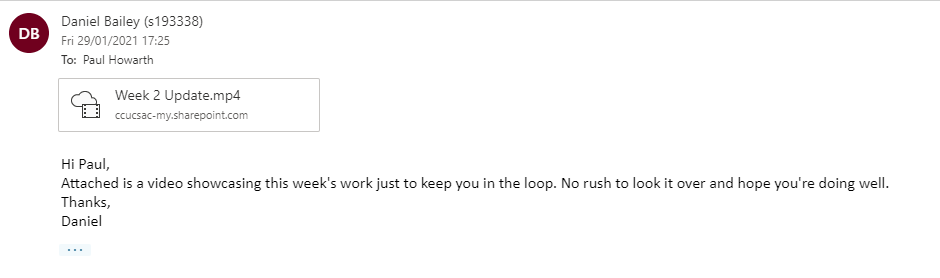 DB
Daniel Bailey (s193338)
Fri 29/01/2021 17:25
To: Paul Howarth
Week 2 Update.mp4
ccucsac-my.sharepoint.com
Hi Paul,
Attached is a video showcasing this week's work just to keep you in the loop. No rush to look it over and hope you're doing well.
Thanks,
Daniel
...